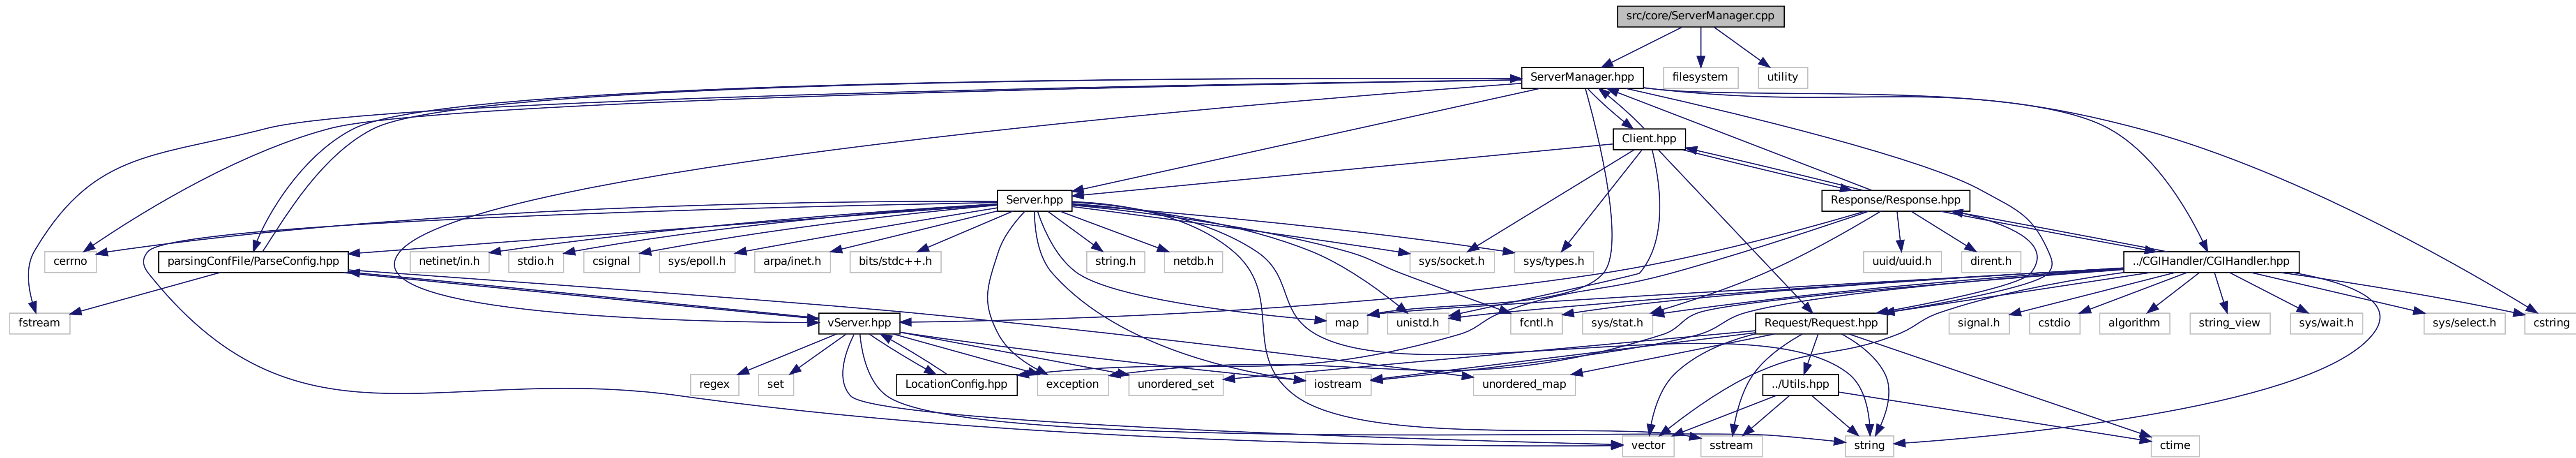 src/core/ServerManager.cpp
ServerManager.hpp
filesystem
utility
Client.hpp
Server.hpp
Response/Response.hpp
cerrno
parsingConfFile/ParseConfig.hpp
netinet/in.h
stdio.h
csignal
sys/epoll.h
arpa/inet.h
bits/stdc++.h
string.h
netdb.h
sys/socket.h
sys/types.h
uuid/uuid.h
dirent.h
../CGIHandler/CGIHandler.hpp
fstream
vServer.hpp
map
unistd.h
fcntl.h
sys/stat.h
Request/Request.hpp
signal.h
cstdio
algorithm
string_view
sys/wait.h
sys/select.h
cstring
regex
set
LocationConfig.hpp
exception
unordered_set
iostream
unordered_map
../Utils.hpp
vector
sstream
string
ctime